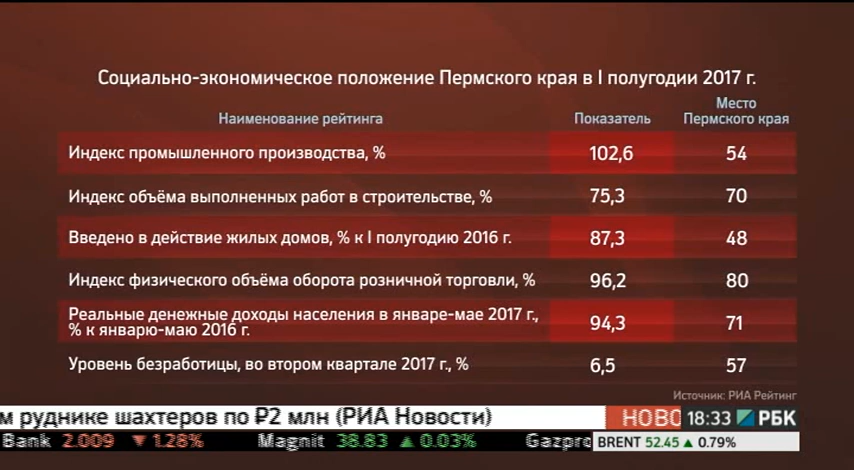 Социально-экономическое положение Пермского края в I полугодии 2017 г.
Наименование рейтинга Показатель Место Пермского края
Индекс промышленного производства, % 102,6 54
Индекс объёма выполненных работ в строительстве, % 75,3 70
Введено в действие жилых домов, % к I полугодию 2016 г. 87,3 48
Индекс физического объёма оборота розничной торговли, % 96,2 80
Реальные денежные доходы населения в январе-мае 2017 г.,
% к январю-маю 2016 г. 94,3 71
Уровень безработицы, во втором квартале 2017 г., % 6,5 57
Источник: РИА Рейтинг
м руднике шахтеров по ₽2 млн (РИА Новости) НОВО 18:33 РБК
Bank 2.009 ▼ 1.28% Magnit 38.83 ▲ 0.03% Gazpro BRENT 52.45 ▲ 0.79%